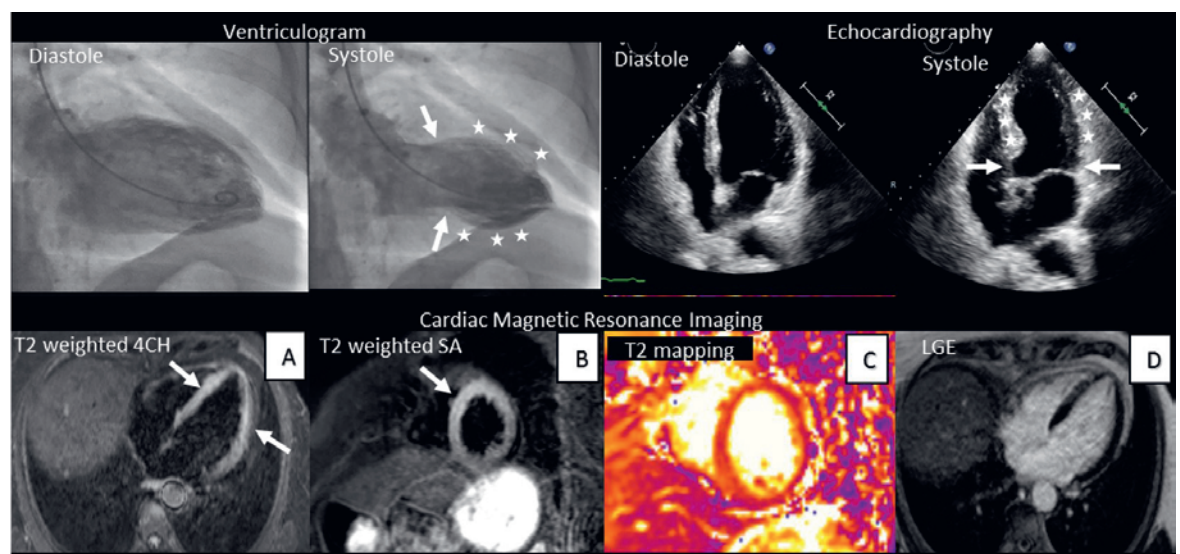 Ventriculogram
Echocardiography
Diastole
Systole
Diastole
Systole
Cardiac Magnetic Resonance Imaging
T2 weighted 4CH
A
T2 weighted SA
B
T2 mapping
C
LGE
D